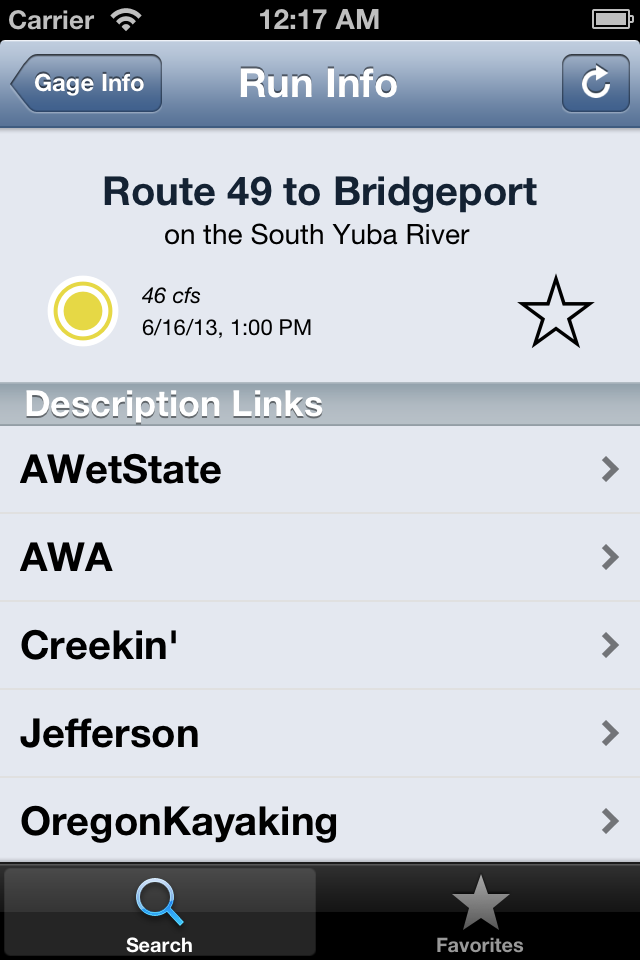 Carrier 12:17 AM
Gage Info Run Info
Route 49 to Bridgeport
on the South Yuba River
46 cfs
6/16/13, 1:00 PM
Description Links
AWetState
AWA
Creekin'
Jefferson
OregonKayaking
Search Favorites